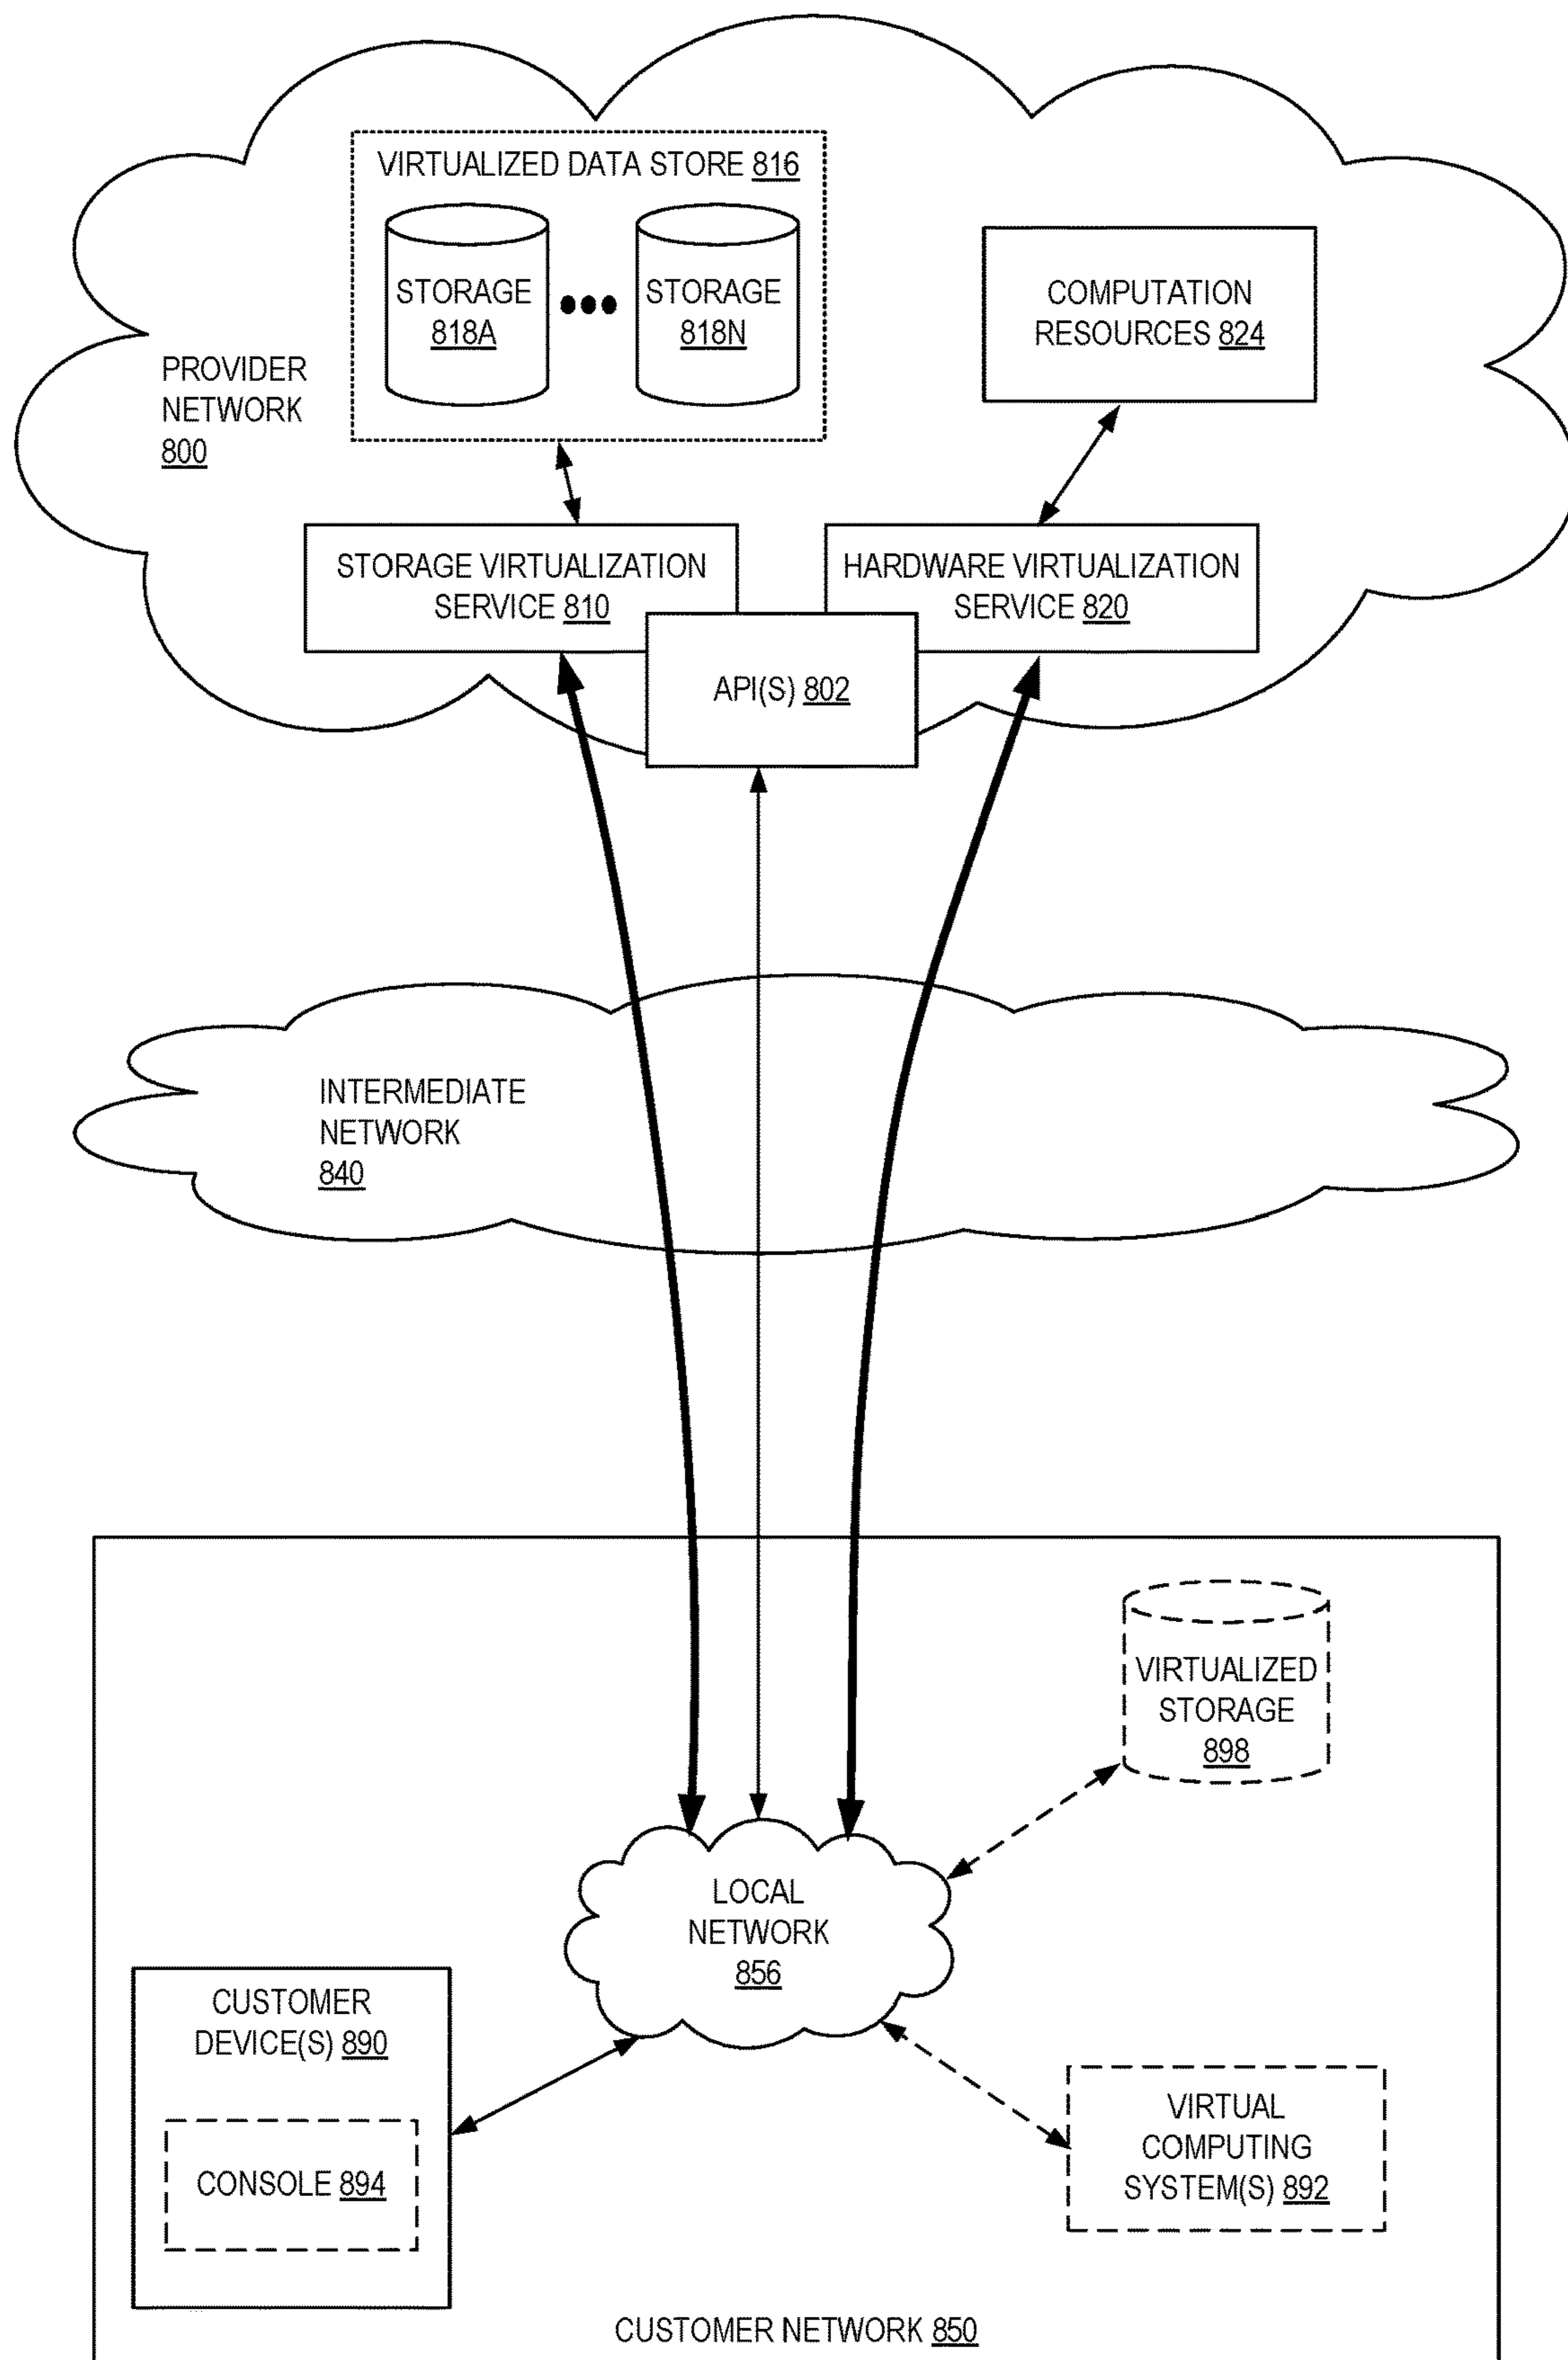 VIRTUALIZED DATA STORE 816
STORAGE
818A
STORAGE
818N
COMPUTATION
RESOURCES 824
PROVIDER
NETWORK
800
STORAGE VIRTUALIZATION
SERVICE 810
HARDWARE VIRTUALIZATION
SERVICE 820
API(S) 802
INTERMEDIATE
NETWORK
840
VIRTUALIZED
STORAGE
898
LOCAL
NETWORK
856
CUSTOMER
DEVICE(S) 890
CONSOLE 894
VIRTUAL
COMPUTING
SYSTEM(S) 892
CUSTOMER NETWORK 850